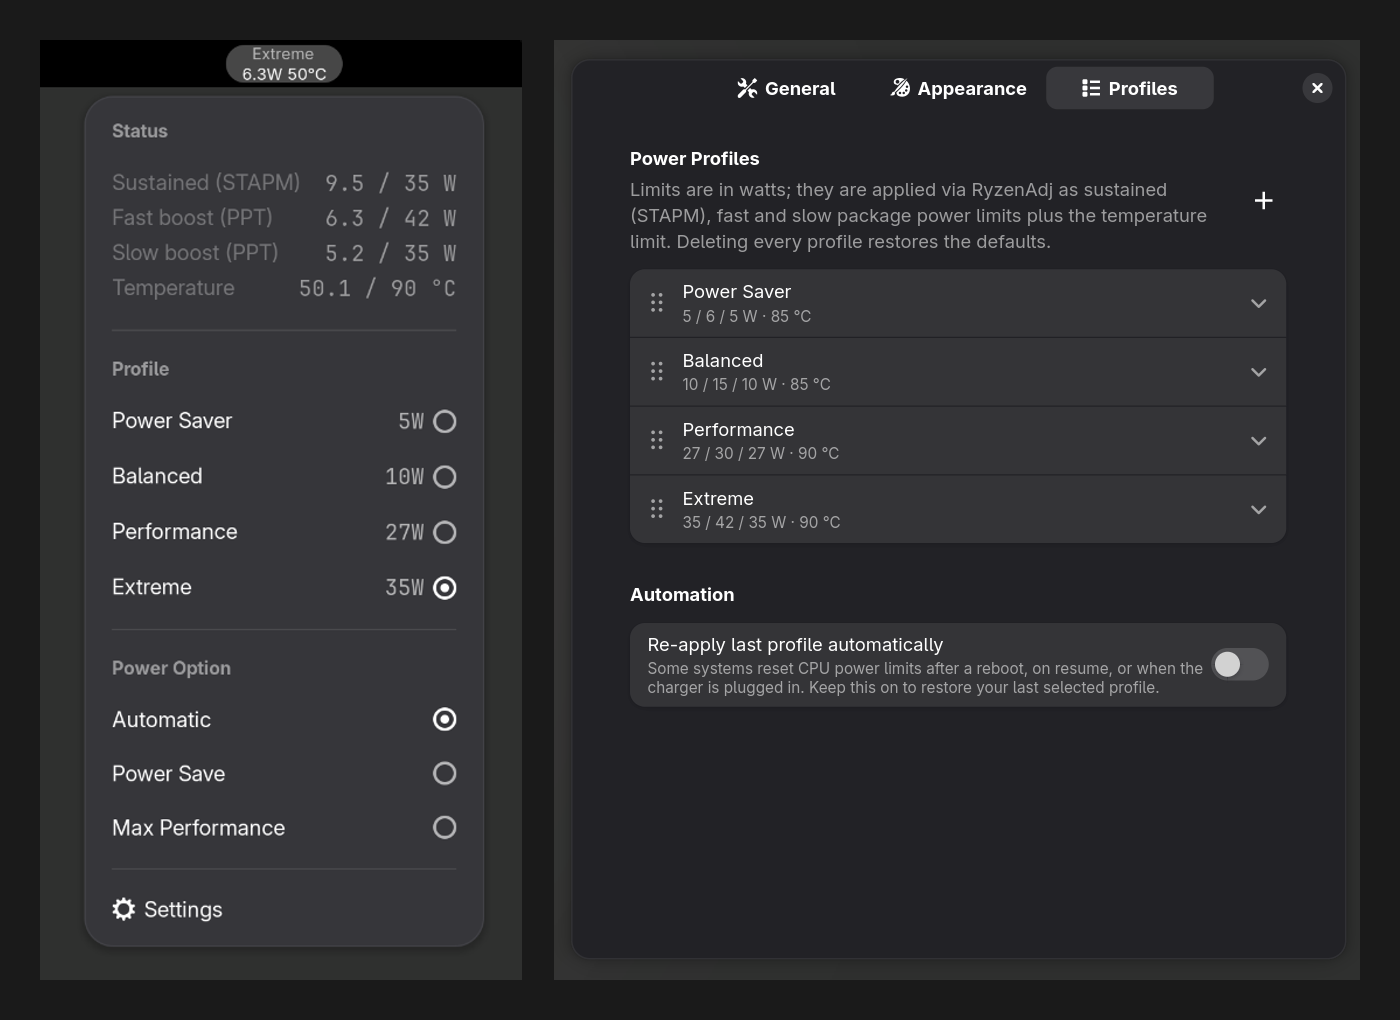 Extreme
6.3W 50°C
Status
Sustained (STAPM) 9.5 / 35 W
Fast boost (PPT) 6.3 / 42 W
Slow boost (PPT) 5.2 / 35 W
Temperature 50.1 / 90 °C
Profile
Power Saver 5W
Balanced 10W
Performance 27W
Extreme 35W
Power Option
Automatic
Power Save
Max Performance
Settings
General Appearance Profiles
Power Profiles
Limits are in watts; they are applied via RyzenAdj as sustained
(STAPM), fast and slow package power limits plus the temperature
limit. Deleting every profile restores the defaults.
Power Saver
5 / 6 / 5 W · 85 °C
Balanced
10 / 15 / 10 W · 85 °C
Performance
27 / 30 / 27 W · 90 °C
Extreme
35 / 42 / 35 W · 90 °C
Automation
Re-apply last profile automatically
Some systems reset CPU power limits after a reboot, on resume, or when the
charger is plugged in. Keep this on to restore your last selected profile.